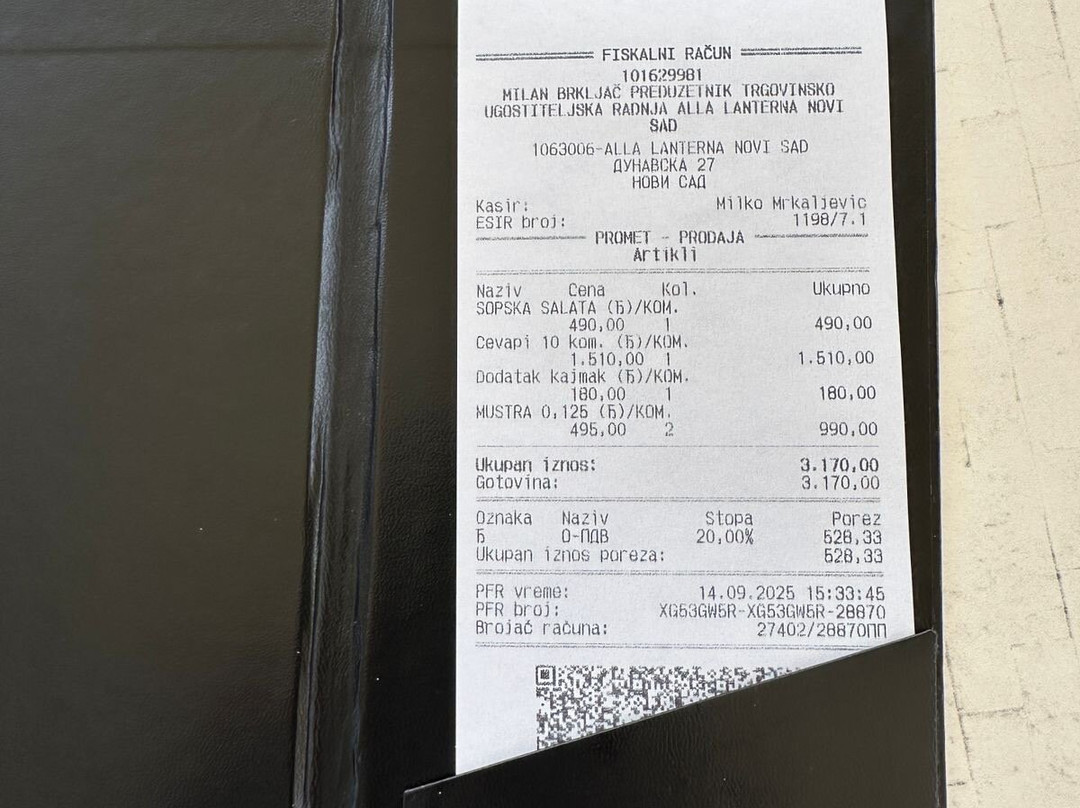 FISKALNI RAČUN
101629981
MILAN BRKLJAČ PREDUZETNIK TRGOVINSKO
UGOSTITELJSKA RADNJA ALLA LANTERNA NOVI
SAD
1063006-ALLA LANTERNA NOVI SAD
ДУНАВСКА 27
НОВИ САД
Kasir: Milko Mrkaljevic
ESIR broj: 1198/7.1
PROMET - PRODAJA
Artikli
Naziv Cena Kol. Ukupno
SOPSKA SALATA (Ђ)/KOM.
490,00 1 490,00
Cevapi 10 kom. (Ђ)/KOM.
1.510,00 1 1.510,00
Dodatak kajmak (Ђ)/KOM.
180,00 1 180,00
MUSTRA 0,125 (Ђ)/KOM.
495,00 2 990,00
Ukupan iznos: 3.170,00
Gotovina: 3.170,00
Oznaka Naziv Stopa Porez
Ђ О-ПДВ 20,00% 528,33
Ukupan iznos poreza: 528,33
PFR vreme: 14.09.2025 15:33:45
PFR broj: XG53GW5R-XG53GW5R-28870
Brojač računa: 27402/28870ПП